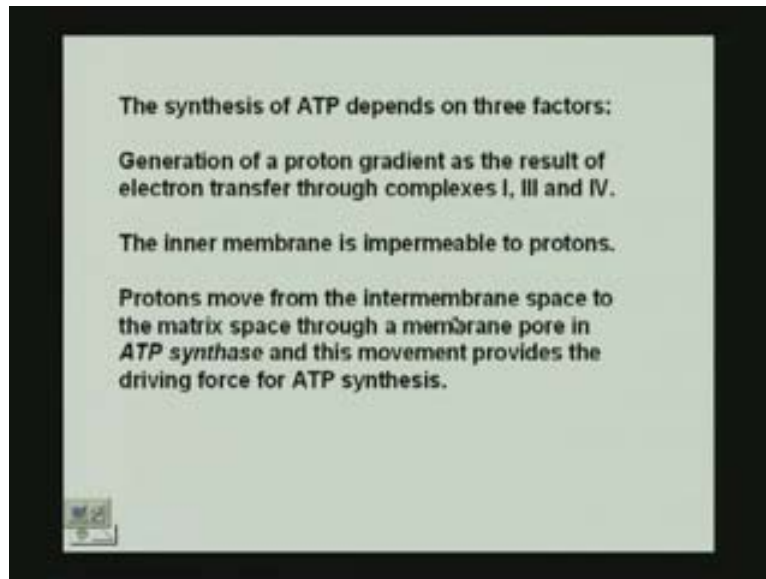 The synthesis of ATP depends on three factors:
Generation of a proton gradient as the result of
electron transfer through complexes I, III and IV.
The inner membrane is impermeable to protons.
Protons move from the intermembrane space to
the matrix space through a membrane pore in
ATP synthase and this movement provides the
driving force for ATP synthesis.